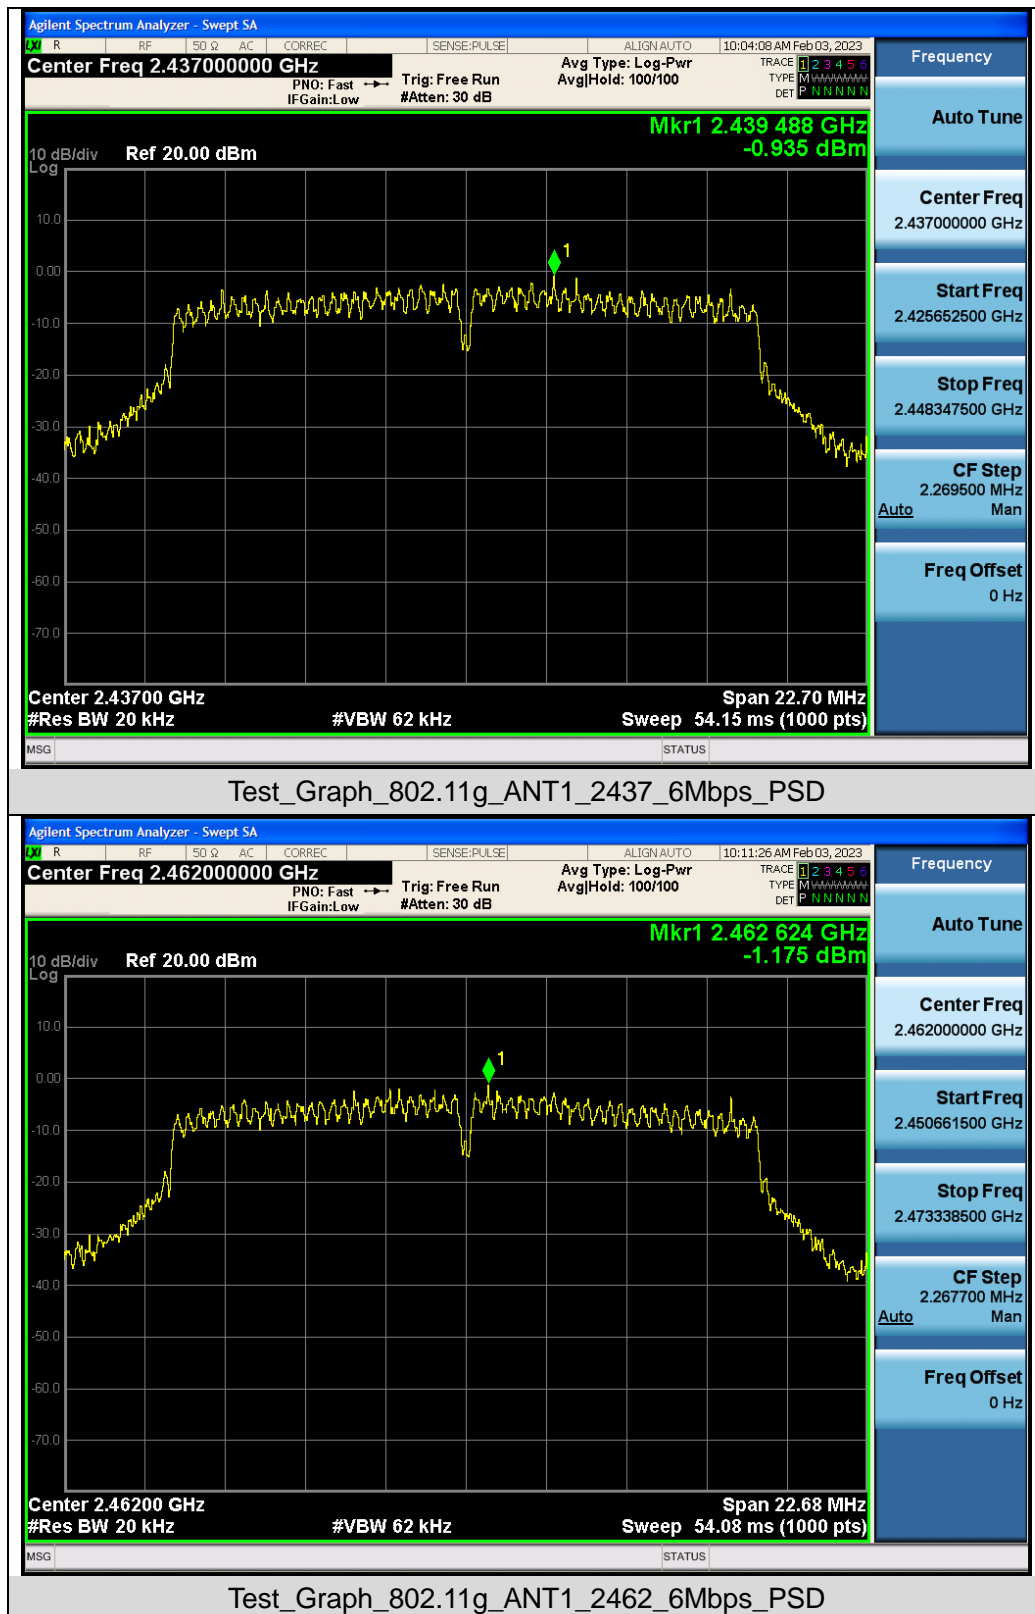 Agilent Spectrum Analyzer - Swept SA
LXI R RF 50 Ω AC CORREC SENSE:PULSE ALIGN AUTO 10:04:08 AM Feb 03, 2023
Center Freq 2.437000000 GHz
PNO: Fast
IFGain:Low
Trig: Free Run
#Atten: 30 dB
Avg Type: Log-Pwr
Avg|Hold: 100/100
TRACE 1 2 3 4 5 6
TYPE M
DET P N N N N N
Mkr1 2.439 488 GHz
-0.935 dBm
10 dB/div Ref 20.00 dBm
Log
10.0
1
0.00
-10.0
-20.0
-30.0
-40.0
-50.0
-60.0
-70.0
Center 2.43700 GHz Span 22.70 MHz
#Res BW 20 kHz #VBW 62 kHz Sweep 54.15 ms (1000 pts)
MSG STATUS
Frequency
Auto Tune
Center Freq
2.437000000 GHz
Start Freq
2.425652500 GHz
Stop Freq
2.448347500 GHz
CF Step
2.269500 MHz
Auto Man
Freq Offset
0 Hz
Test_Graph_802.11g_ANT1_2437_6Mbps_PSD
Agilent Spectrum Analyzer - Swept SA
LXI R RF 50 Ω AC CORREC SENSE:PULSE ALIGN AUTO 10:11:26 AM Feb 03, 2023
Center Freq 2.462000000 GHz
PNO: Fast
IFGain:Low
Trig: Free Run
#Atten: 30 dB
Avg Type: Log-Pwr
Avg|Hold: 100/100
TRACE 1 2 3 4 5 6
TYPE M
DET P N N N N N
Mkr1 2.462 624 GHz
-1.175 dBm
10 dB/div Ref 20.00 dBm
Log
10.0
1
0.00
-10.0
-20.0
-30.0
-40.0
-50.0
-60.0
-70.0
Center 2.46200 GHz Span 22.68 MHz
#Res BW 20 kHz #VBW 62 kHz Sweep 54.08 ms (1000 pts)
MSG STATUS
Frequency
Auto Tune
Center Freq
2.462000000 GHz
Start Freq
2.450661500 GHz
Stop Freq
2.473338500 GHz
CF Step
2.267700 MHz
Auto Man
Freq Offset
0 Hz
Test_Graph_802.11g_ANT1_2462_6Mbps_PSD